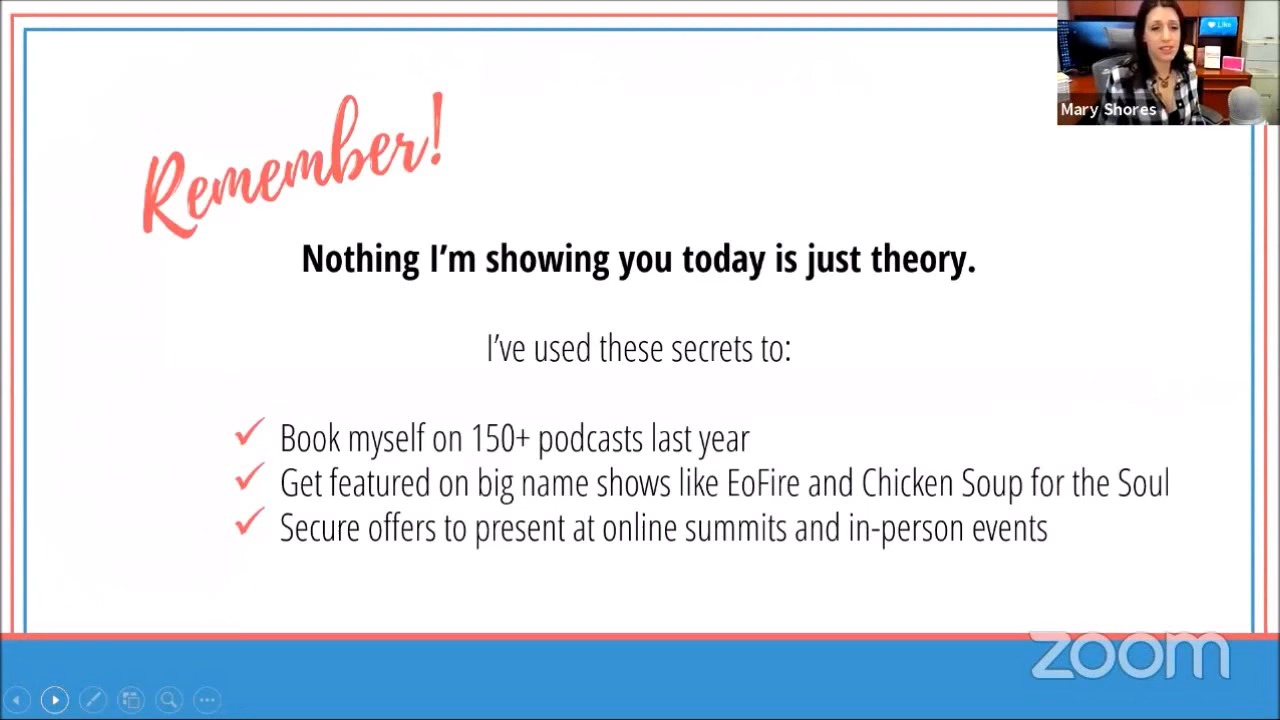 Like
Mary Shores
Remember!
Nothing I’m showing you today is just theory.
I’ve used these secrets to:
✓ Book myself on 150+ podcasts last year
✓ Get featured on big name shows like EoFire and Chicken Soup for the Soul
✓ Secure offers to present at online summits and in-person events
zoom